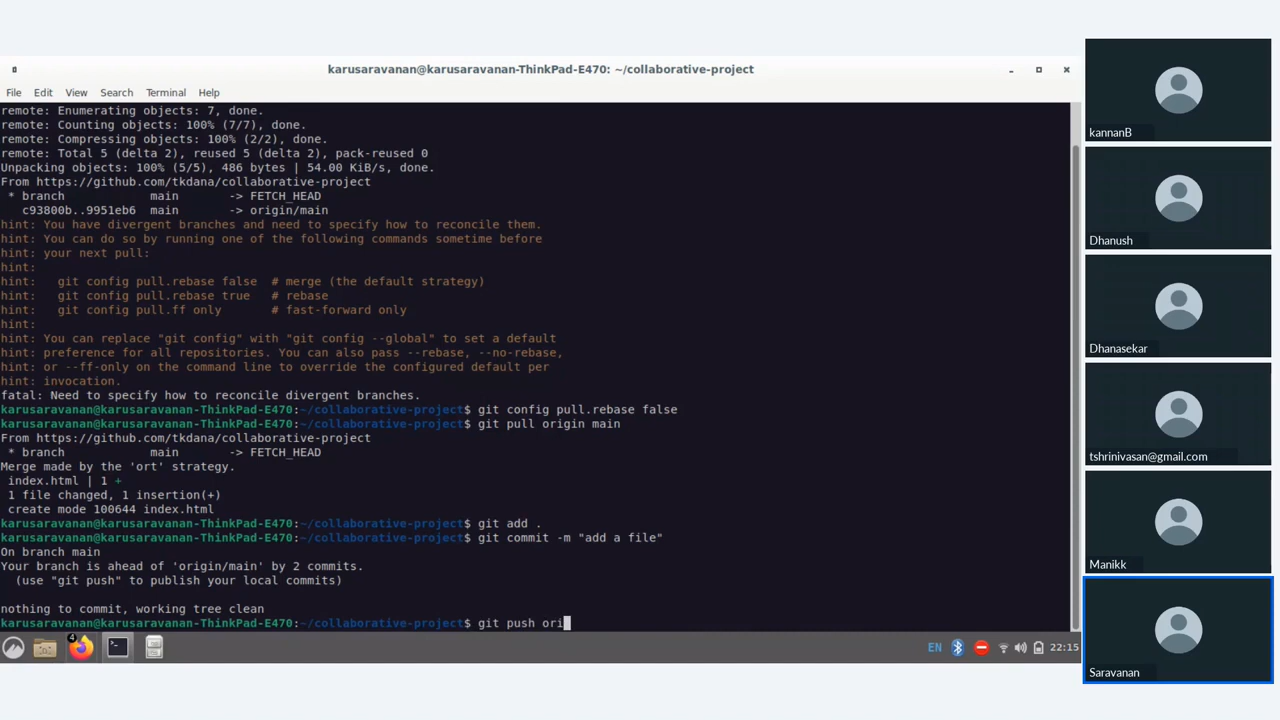 karusaravanan@karusaravanan-ThinkPad-E470: ~/collaborative-project
File Edit View Search Terminal Help
remote: Enumerating objects: 7, done.
remote: Counting objects: 100% (7/7), done.
remote: Compressing objects: 100% (2/2), done.
remote: Total 5 (delta 2), reused 5 (delta 2), pack-reused 0
Unpacking objects: 100% (5/5), 486 bytes | 54.00 KiB/s, done.
From https://github.com/tkdana/collaborative-project
 * branch            main       -> FETCH_HEAD
   c93800b..9951eb6  main       -> origin/main
hint: You have divergent branches and need to specify how to reconcile them.
hint: You can do so by running one of the following commands sometime before
hint: your next pull:
hint:
hint:   git config pull.rebase false  # merge (the default strategy)
hint:   git config pull.rebase true   # rebase
hint:   git config pull.ff only       # fast-forward only
hint:
hint: You can replace "git config" with "git config --global" to set a default
hint: preference for all repositories. You can also pass --rebase, --no-rebase,
hint: or --ff-only on the command line to override the configured default per
hint: invocation.
fatal: Need to specify how to reconcile divergent branches.
karusaravanan@karusaravanan-ThinkPad-E470:~/collaborative-project$ git config pull.rebase false
karusaravanan@karusaravanan-ThinkPad-E470:~/collaborative-project$ git pull origin main
From https://github.com/tkdana/collaborative-project
 * branch            main       -> FETCH_HEAD
Merge made by the 'ort' strategy.
 index.html | 1 +
 1 file changed, 1 insertion(+)
 create mode 100644 index.html
karusaravanan@karusaravanan-ThinkPad-E470:~/collaborative-project$ git add .
karusaravanan@karusaravanan-ThinkPad-E470:~/collaborative-project$ git commit -m "add a file"
On branch main
Your branch is ahead of 'origin/main' by 2 commits.
  (use "git push" to publish your local commits)
nothing to commit, working tree clean
karusaravanan@karusaravanan-ThinkPad-E470:~/collaborative-project$ git push ori
4
EN
22:15
kannanB
Dhanush
Dhanasekar
tshrinivasan@gmail.com
Manikk
Saravanan